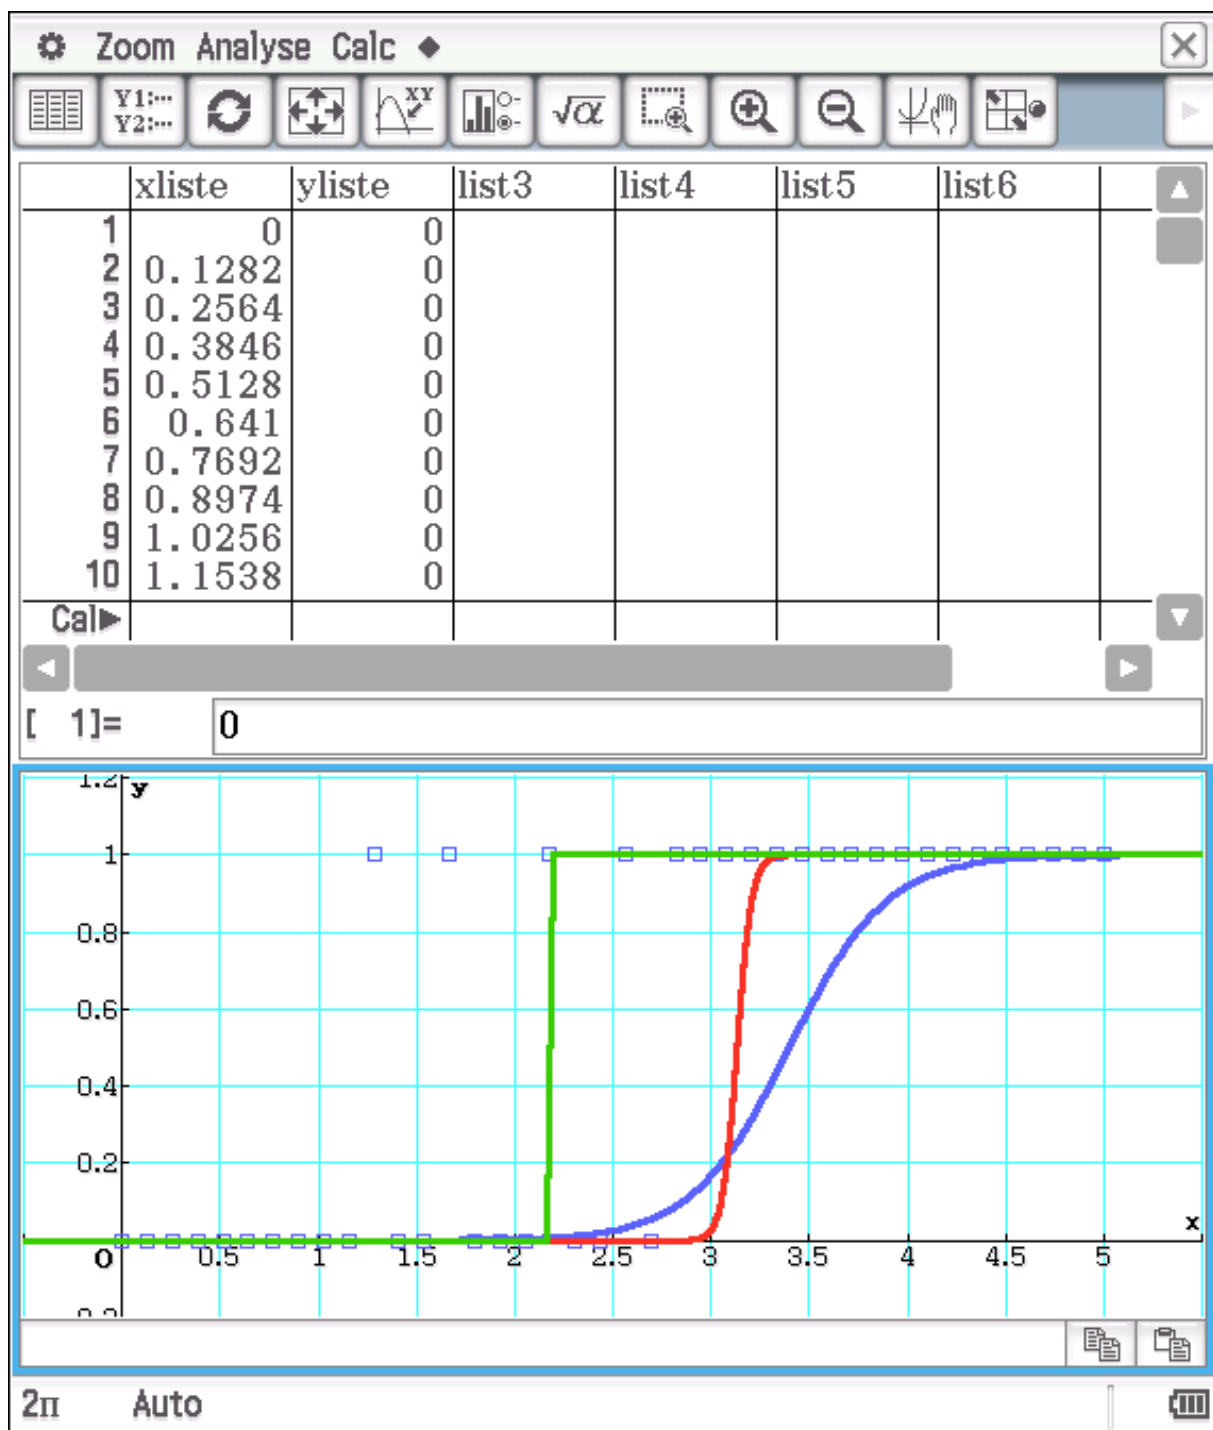 Zoom Analyse Calc ◆
Y1:··· Y2:··· XY √α
xliste yliste list3 list4 list5 list6
1 0 0
2 0.1282 0
3 0.2564 0
4 0.3846 0
5 0.5128 0
6 0.641 0
7 0.7692 0
8 0.8974 0
9 1.0256 0
10 1.1538 0
Cal▶
[ 1]= 0
1.2 y
1
0.8
0.6
0.4
0.2
x
O 0.5 1 1.5 2 2.5 3 3.5 4 4.5 5
2π Auto